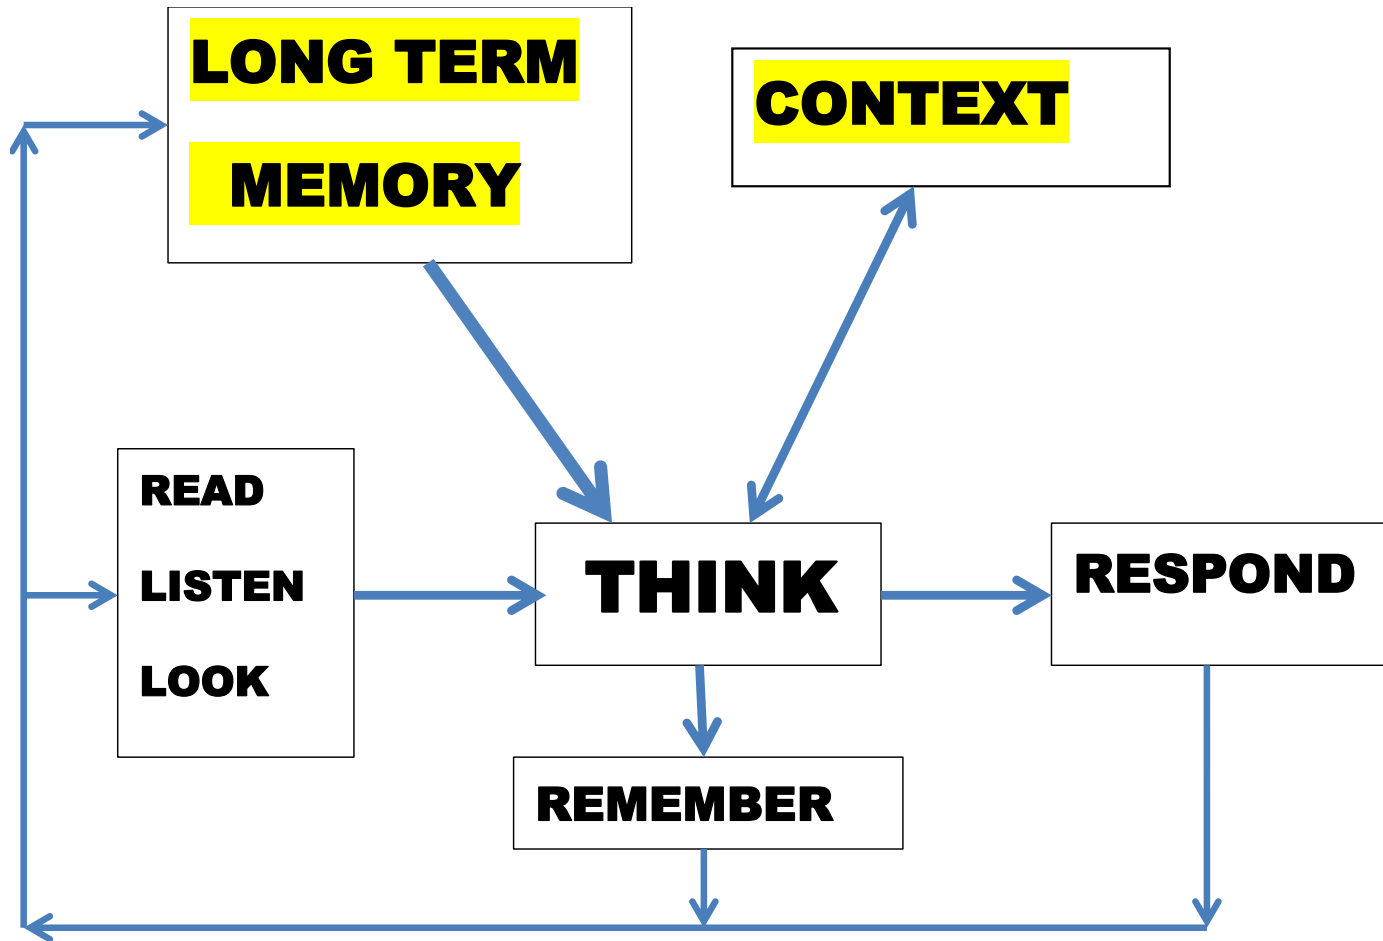 LONG TERM
MEMORY
CONTEXT
READ
LISTEN
LOOK
THINK
RESPOND
REMEMBER